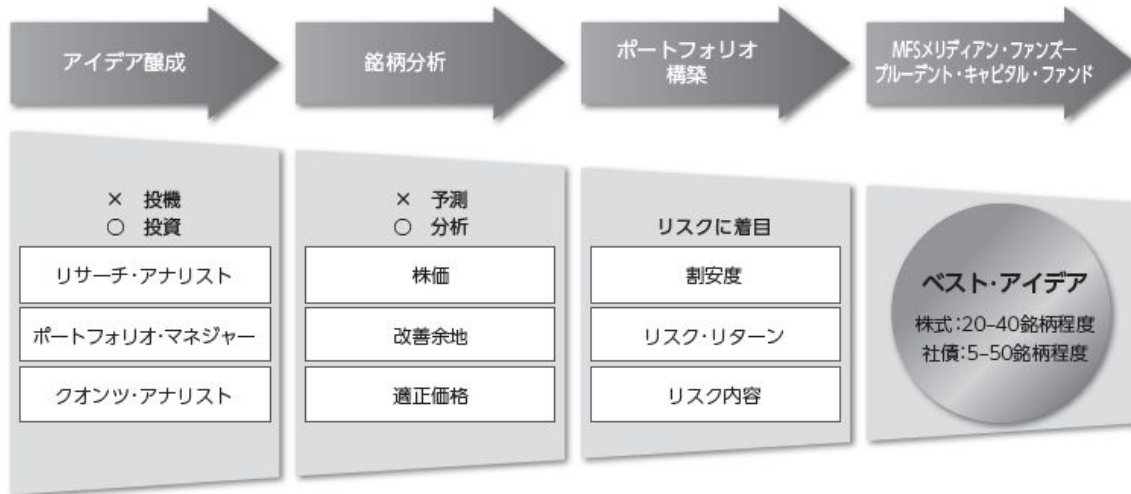 アイデア醸成
銘柄分析
ポートフォリオ
構築
MFSメリディアン・ファンズー
プルーデント・キャピタル・ファンド
× 投機
○ 投資
リサーチ・アナリスト
ポートフォリオ・マネジャー
クオンツ・アナリスト
× 予測
○ 分析
株価
改善余地
適正価格
リスクに着目
割安度
リスク・リターン
リスク内容
ベスト・アイデア
株式:20–40銘柄程度
社債:5–50銘柄程度